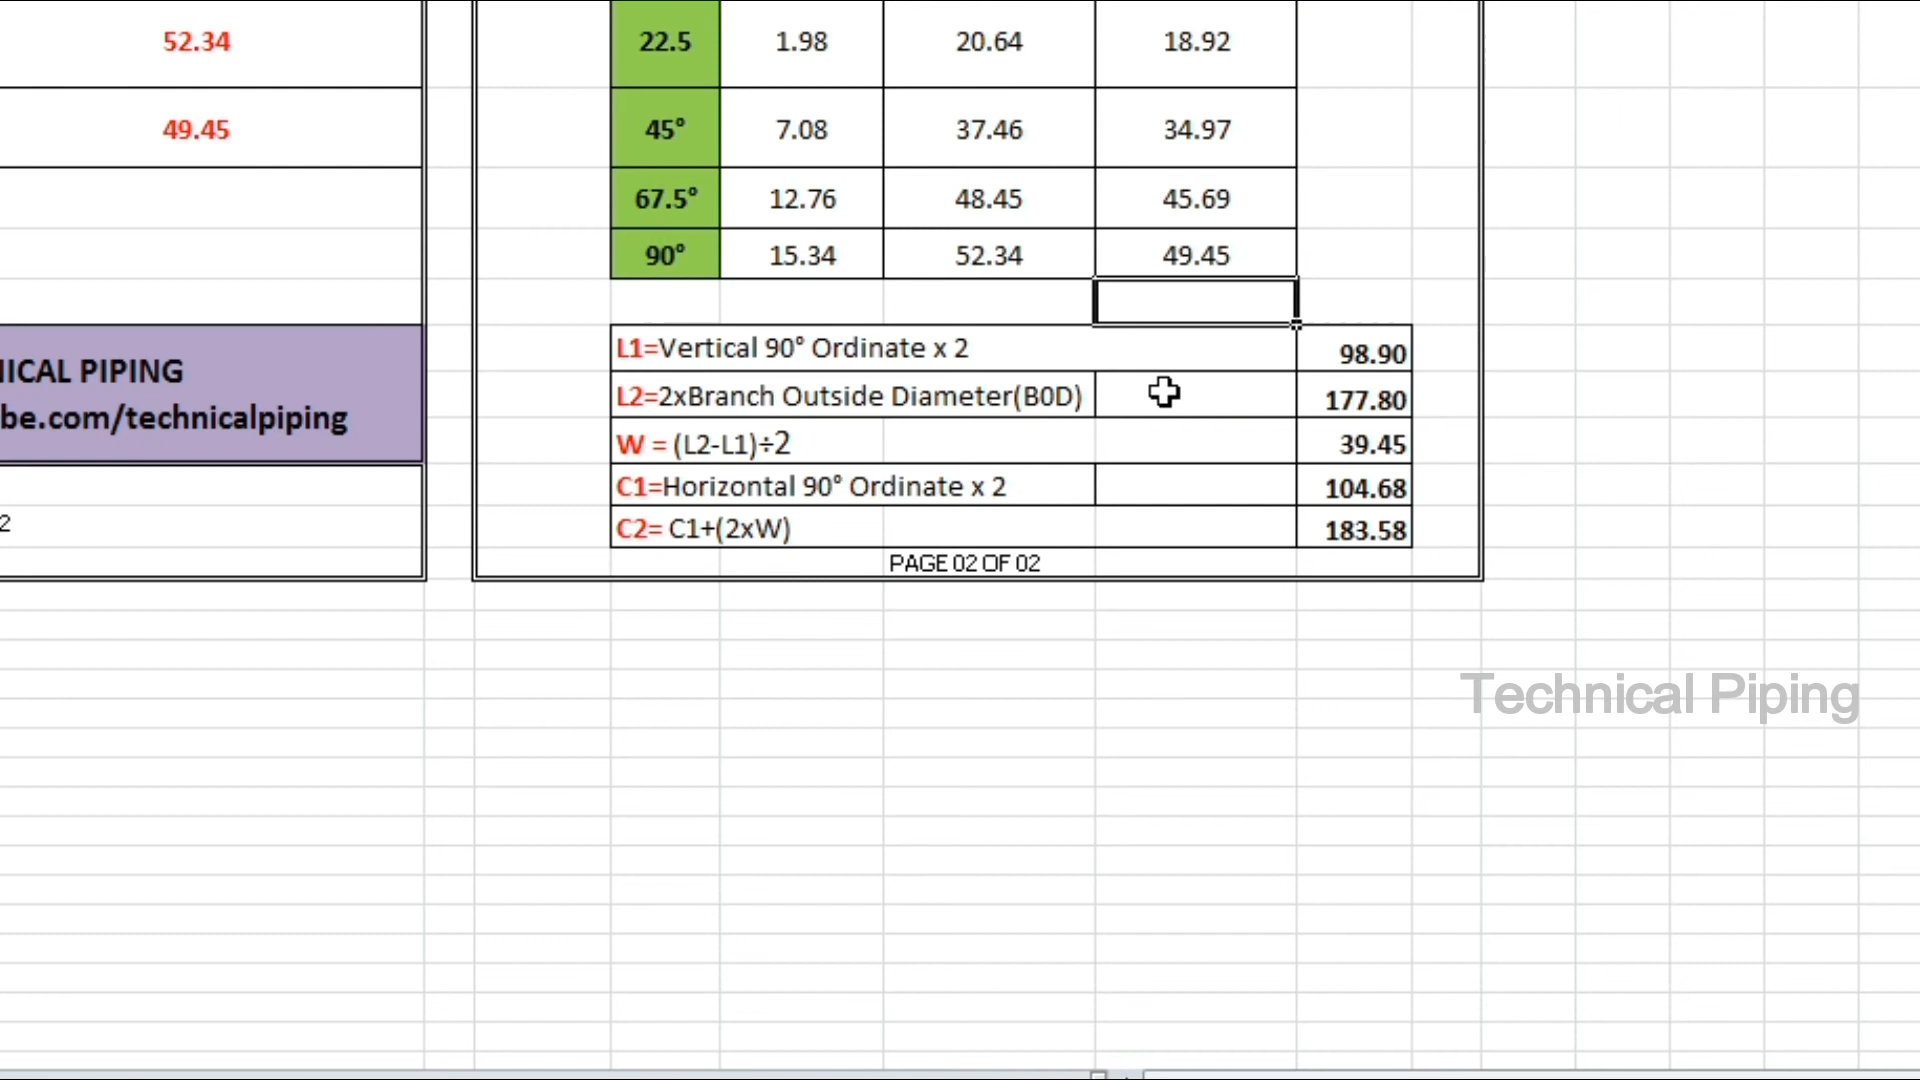 52.34
49.45
NICAL PIPING
be.com/technicalpiping
2
22.5 1.98 20.64 18.92
45° 7.08 37.46 34.97
67.5° 12.76 48.45 45.69
90° 15.34 52.34 49.45
L1=Vertical 90° Ordinate x 2 98.90
L2=2xBranch Outside Diameter(B0D) 177.80
W = (L2-L1)÷2 39.45
C1=Horizontal 90° Ordinate x 2 104.68
C2= C1+(2xW) 183.58
PAGE 02 OF 02
Technical Piping